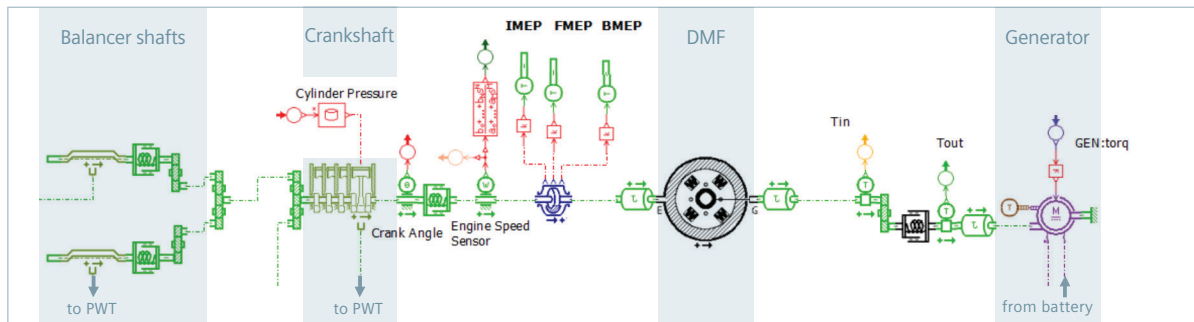 Balancer shafts
Crankshaft
IMEP FMEP BMEP
DMF
Generator
Cylinder Pressure
Tin
Tout
GEN:torq
Crank Angle
Engine Speed
Sensor
T
T
T
k
k
k
θ
W
E
G
T
T
T
M
to PWT
to PWT
from battery